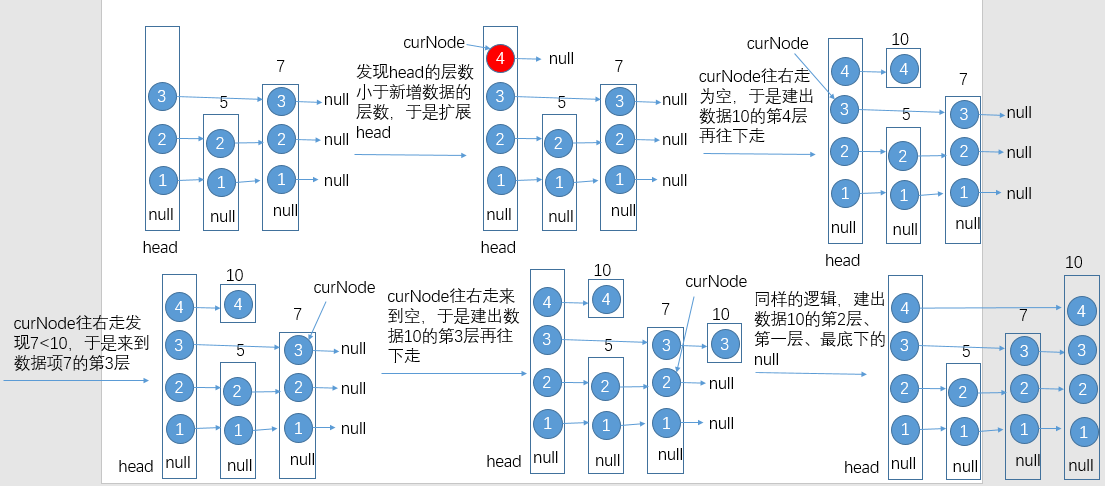 3
5
7
3
null
2
2
2
null
1
1
1
null
null
null
null
head
发现head的层数
小于新增数据的
层数，于是扩展
head
curNode
4
null
3
5
7
3
null
2
2
2
null
1
1
1
null
null
null
null
head
curNode往右走
为空，于是建出
数据10的第4层
再往下走
curNode
10
4
4
7
3
5
3
null
2
2
2
null
1
1
1
null
null
null
null
head
curNode往右走发
现7<10，于是来到
数据项7的第3层
10
curNode
4
4
7
3
5
3
null
2
2
2
null
1
1
1
null
null
null
null
head
curNode往右走来
到空，于是建出数
据10的第3层再往
下走
10
curNode
4
4
7
10
3
5
3
3
2
2
2
null
1
1
1
null
null
null
null
head
同样的逻辑，建出
数据10的第2层、
第一层、最底下的
null
10
4
4
7
3
5
3
3
2
2
2
2
1
1
1
1
null
null
null
null
head